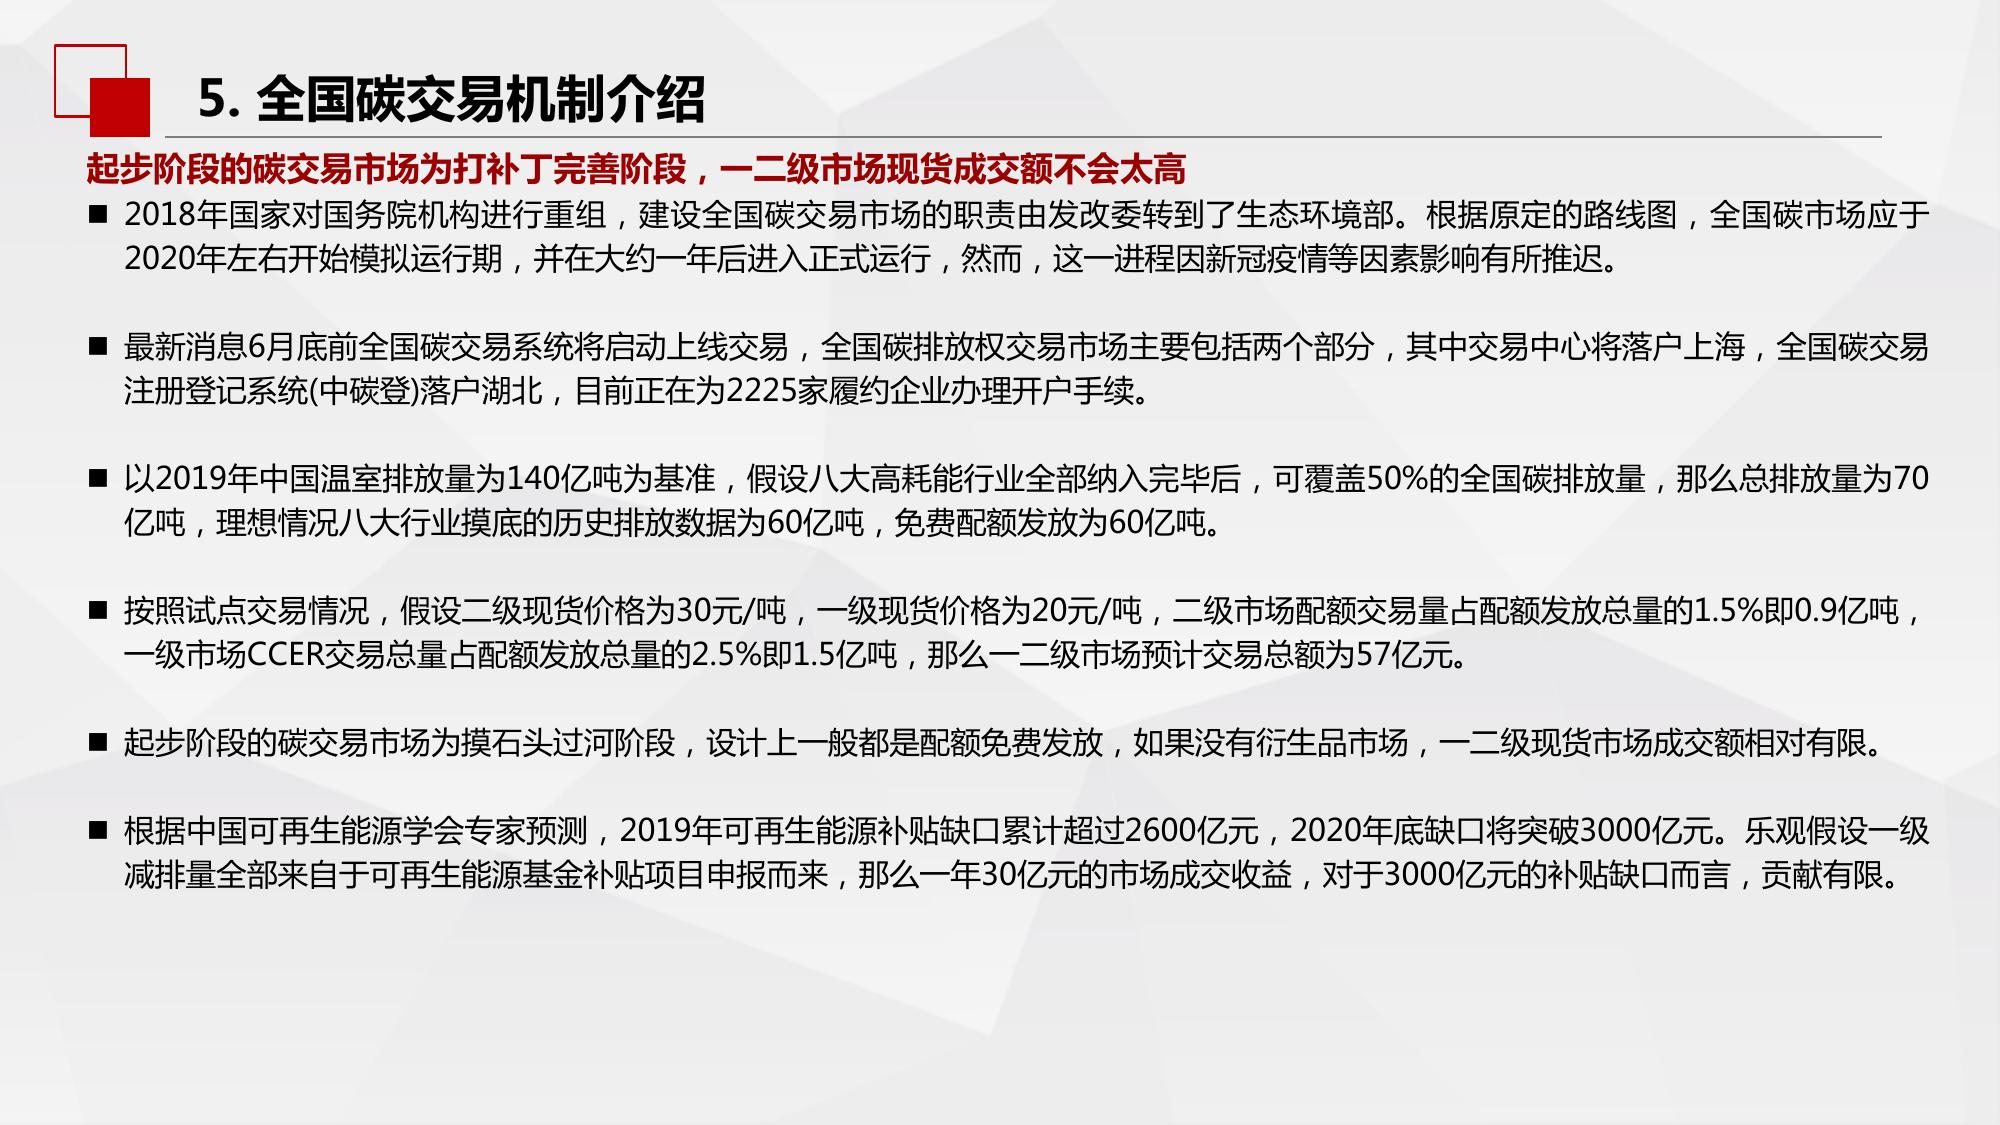 5. 全国碳交易机制介绍
起步阶段的碳交易市场为打补丁完善阶段，一二级市场现货成交额不会太高
■ 2018年国家对国务院机构进行重组，建设全国碳交易市场的职责由发改委转到了生态环境部。根据原定的路线图，全国碳市场应于
2020年左右开始模拟运行期，并在大约一年后进入正式运行，然而，这一进程因新冠疫情等因素影响有所推迟。
■ 最新消息6月底前全国碳交易系统将启动上线交易，全国碳排放权交易市场主要包括两个部分，其中交易中心将落户上海，全国碳交易
注册登记系统(中碳登)落户湖北，目前正在为2225家履约企业办理开户手续。
■ 以2019年中国温室排放量为140亿吨为基准，假设八大高耗能行业全部纳入完毕后，可覆盖50%的全国碳排放量，那么总排放量为70
亿吨，理想情况八大行业摸底的历史排放数据为60亿吨，免费配额发放为60亿吨。
■ 按照试点交易情况，假设二级现货价格为30元/吨，一级现货价格为20元/吨，二级市场配额交易量占配额发放总量的1.5%即0.9亿吨，
一级市场CCER交易总量占配额发放总量的2.5%即1.5亿吨，那么一二级市场预计交易总额为57亿元。
■ 起步阶段的碳交易市场为摸石头过河阶段，设计上一般都是配额免费发放，如果没有衍生品市场，一二级现货市场成交额相对有限。
■ 根据中国可再生能源学会专家预测，2019年可再生能源补贴缺口累计超过2600亿元，2020年底缺口将突破3000亿元。乐观假设一级
减排量全部来自于可再生能源基金补贴项目申报而来，那么一年30亿元的市场成交收益，对于3000亿元的补贴缺口而言，贡献有限。